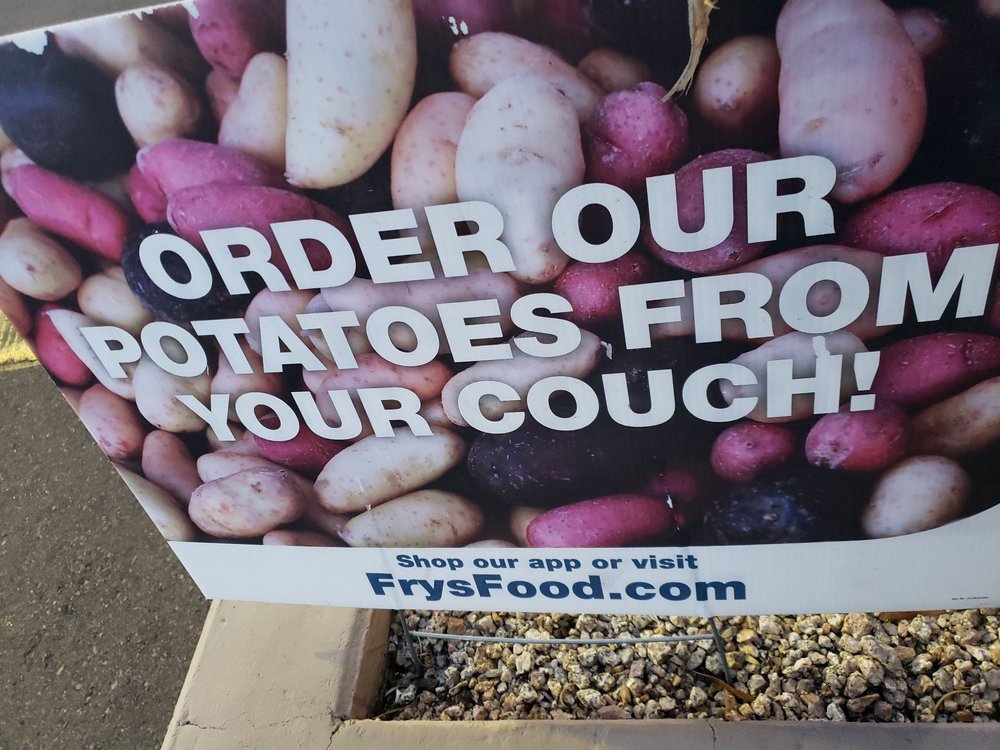 ORDER OUR
POTATOES FROM
YOUR COUCH!
Shop our app or visit
FrysFood.com